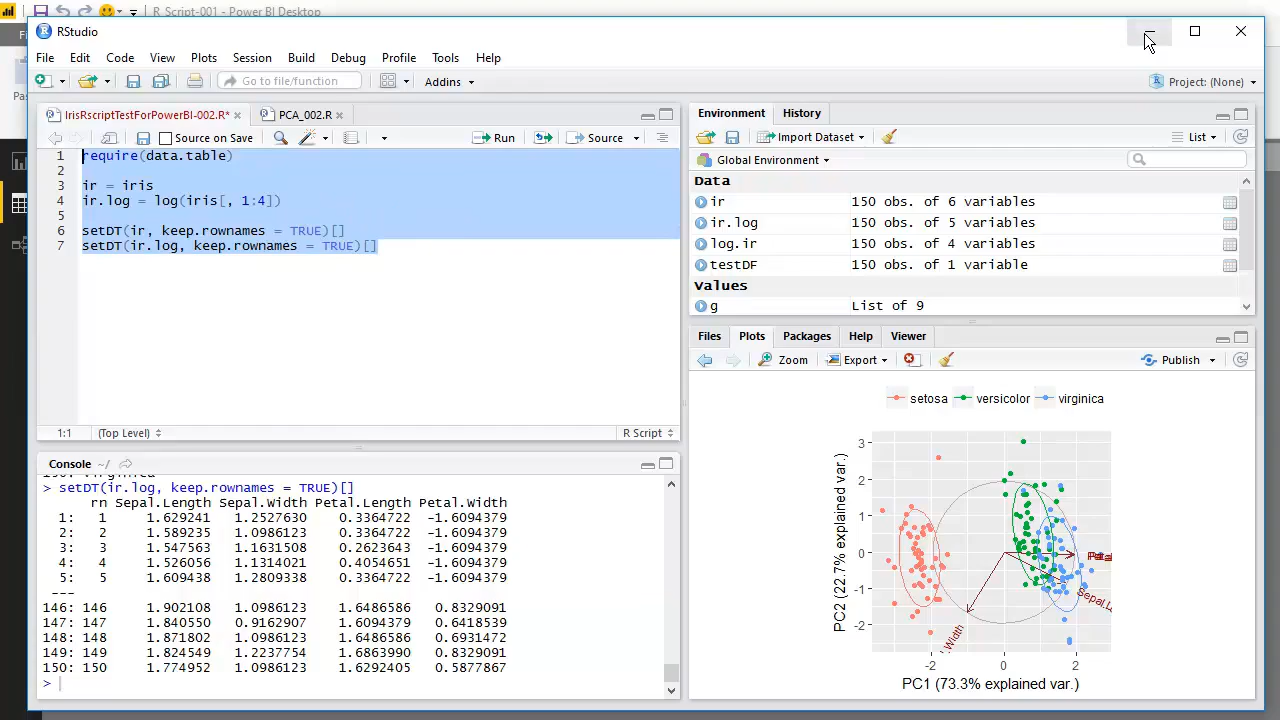 R Script-001 - Power BI Desktop
RStudio
File Edit Code View Plots Session Build Debug Profile Tools Help
Go to file/function Addins Project: (None)
IrisRscriptTestForPowerBI-002.R* PCA_002.R
Source on Save Run Source
1 require(data.table)
2
3 ir = iris
4 ir.log = log(iris[, 1:4])
5
6 setDT(ir, keep.rownames = TRUE)[]
7 setDT(ir.log, keep.rownames = TRUE)[]
1:1 (Top Level) R Script
Console ~/
> setDT(ir.log, keep.rownames = TRUE)[]
rn Sepal.Length Sepal.Width Petal.Length Petal.Width
1: 1 1.629241 1.2527630 0.3364722 -1.6094379
2: 2 1.589235 1.0986123 0.3364722 -1.6094379
3: 3 1.547563 1.1631508 0.2623643 -1.6094379
4: 4 1.526056 1.1314021 0.4054651 -1.6094379
5: 5 1.609438 1.2809338 0.3364722 -1.6094379
---
146: 146 1.902108 1.0986123 1.6486586 0.8329091
147: 147 1.840550 0.9162907 1.6094379 0.6418539
148: 148 1.871802 1.0986123 1.6486586 0.6931472
149: 149 1.824549 1.2237754 1.6863990 0.8329091
150: 150 1.774952 1.0986123 1.6292405 0.5877867
>
Environment History
Import Dataset List
Global Environment
Data
ir 150 obs. of 6 variables
ir.log 150 obs. of 5 variables
log.ir 150 obs. of 4 variables
testDF 150 obs. of 1 variable
Values
g List of 9
Files Plots Packages Help Viewer
Zoom Export Publish
setosa versicolor virginica
PC2 (22.7% explained var.)
3
2
1
0
-1
-2
Sepal.L
Width
-2 0 2
PC1 (73.3% explained var.)